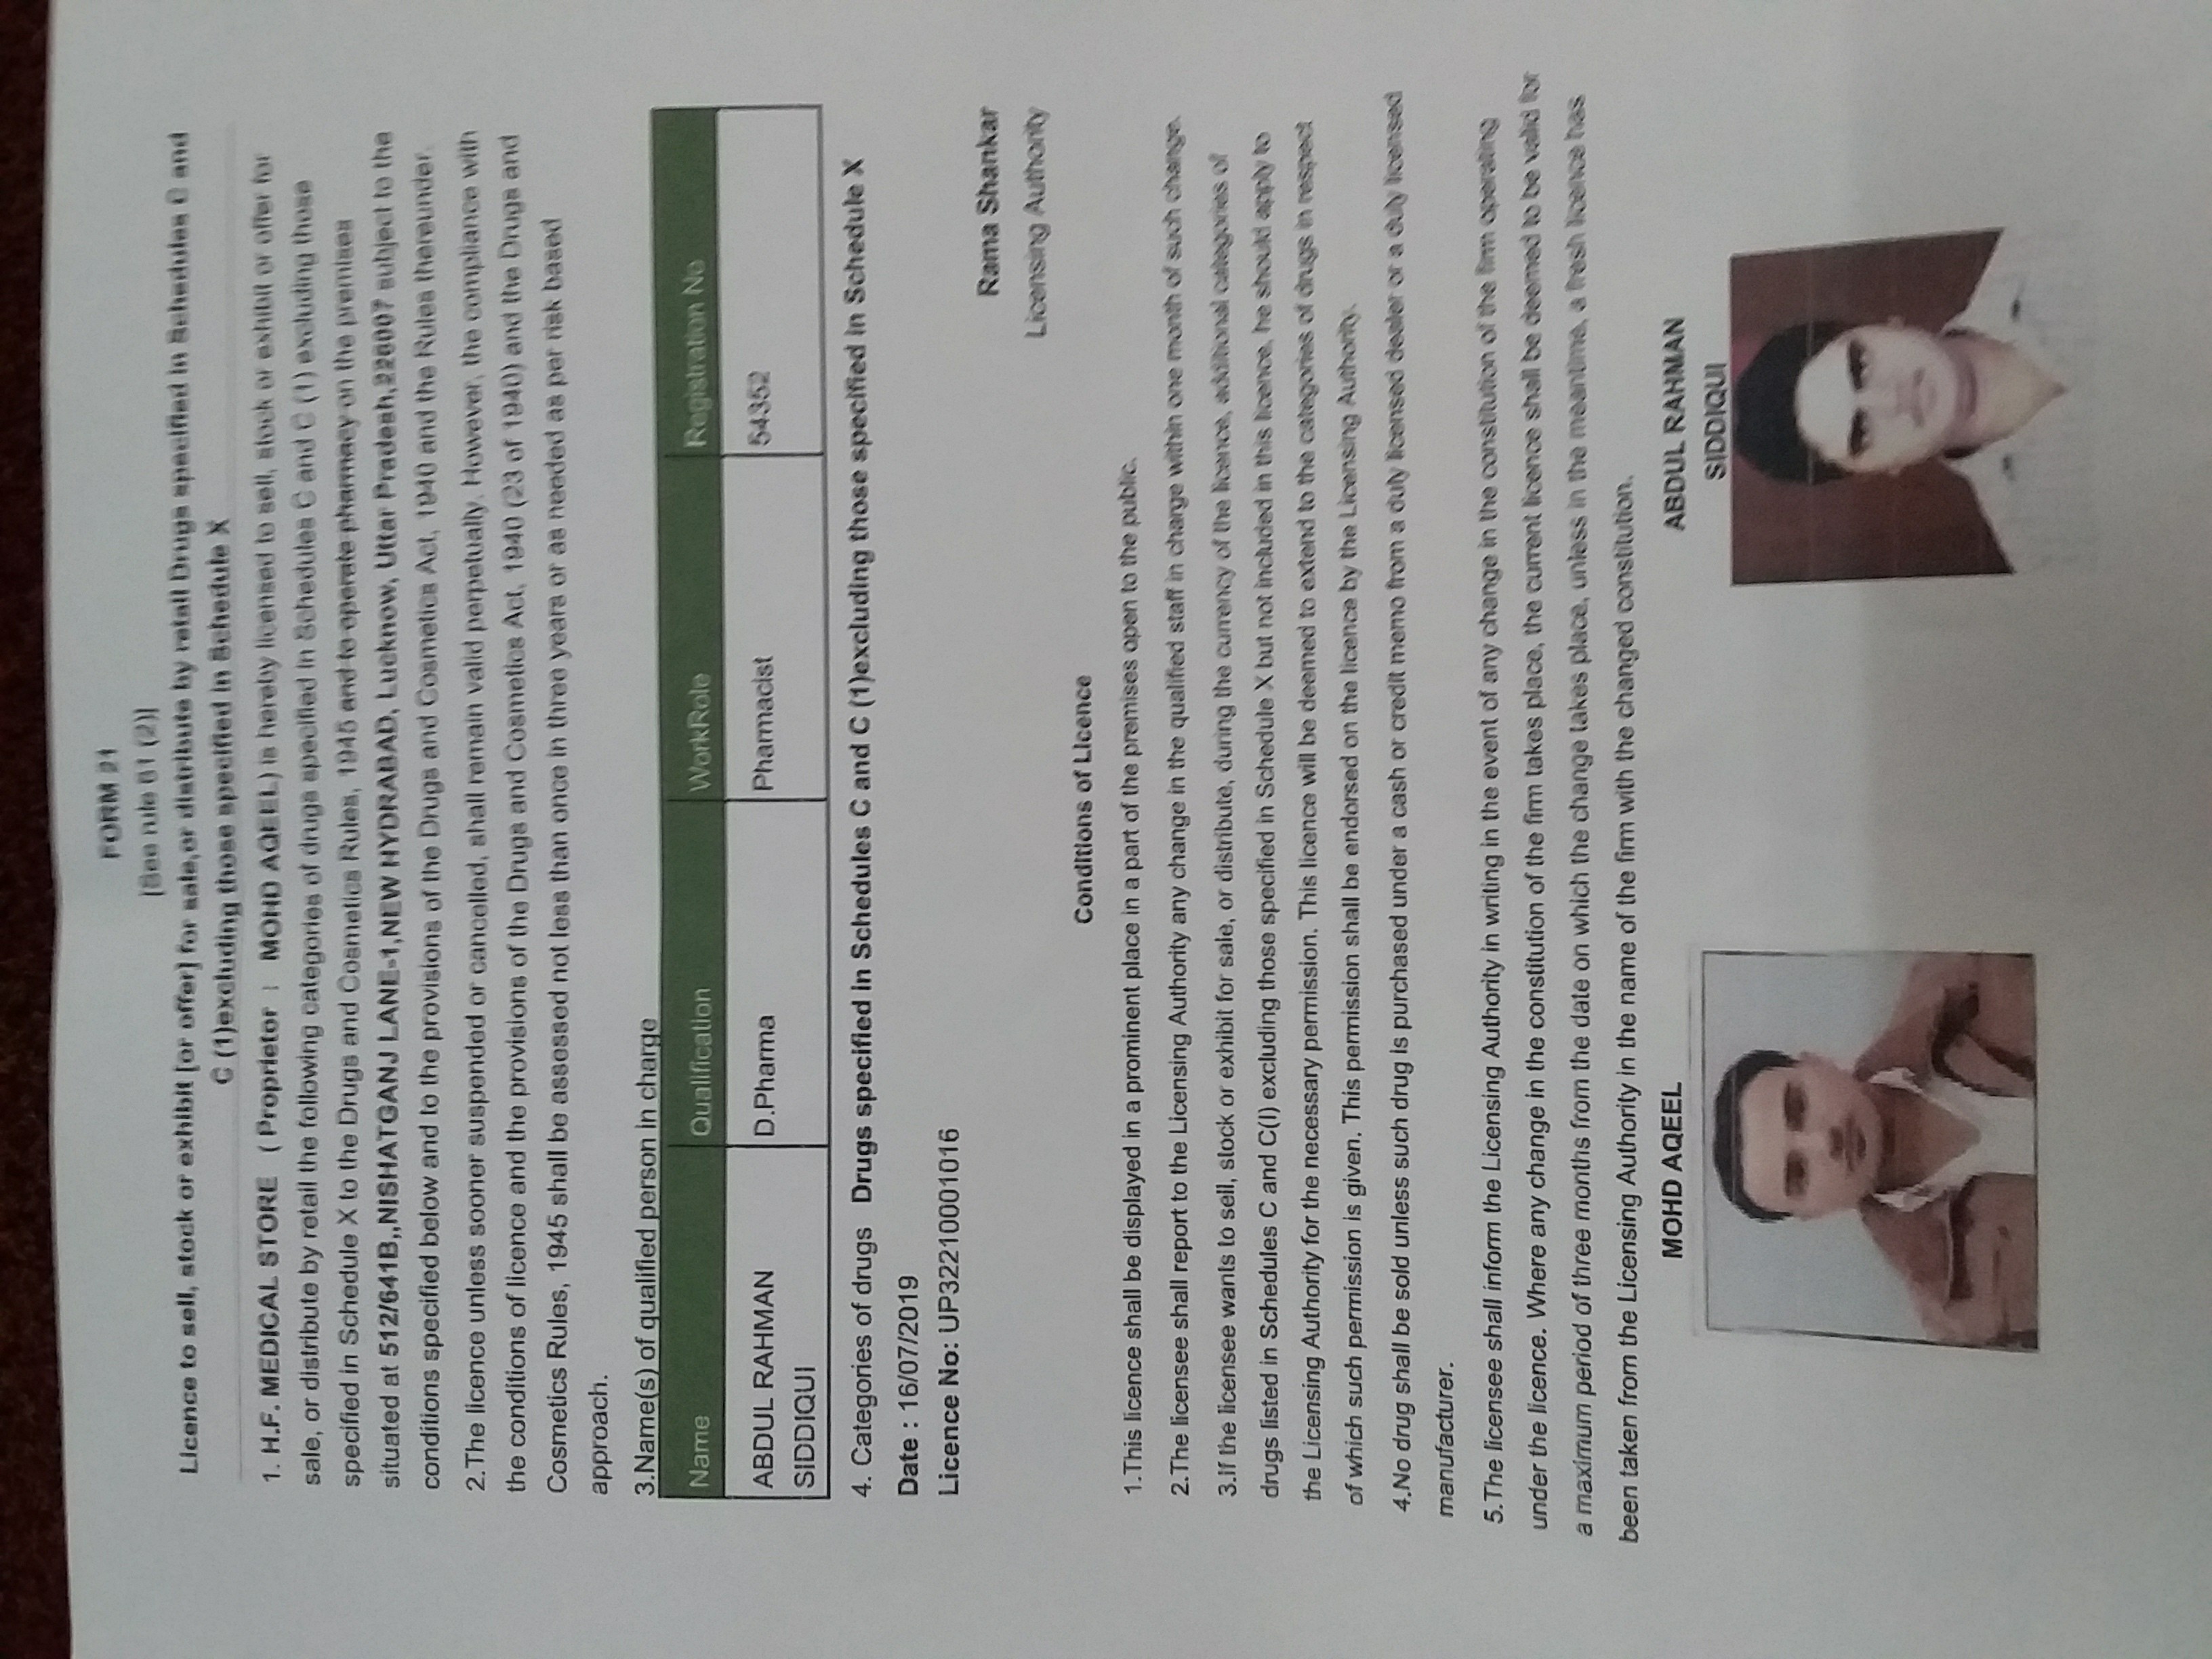 FORM 21
[See rule 61 (2)]
Licence to sell, stock or exhibit [or offer] for sale,or distribute by retail Drugs specified in Schedules C and
C (1)excluding those specified in Schedule X
1. H.F. MEDICAL STORE ( Proprietor : MOHD AQEEL) is hereby licensed to sell, stock or exhibit or offer for
sale, or distribute by retail the following categories of drugs specified in Schedules C and C (1) excluding those
specified in Schedule X to the Drugs and Cosmetics Rules, 1945 and to operate pharmacy on the premises
situated at 512/641B,,NISHATGANJ LANE-1,NEW HYDRABAD, Lucknow, Uttar Pradesh,226007 subject to the
conditions specified below and to the provisions of the Drugs and Cosmetics Act, 1940 and the Rules thereunder.
2.The licence unless sooner suspended or cancelled, shall remain valid perpetually. However, the compliance with
the conditions of licence and the provisions of the Drugs and Cosmetics Act, 1940 (23 of 1940) and the Drugs and
Cosmetics Rules, 1945 shall be assessed not less than once in three years or as needed as per risk based
approach.
3.Name(s) of qualified person in charge
Name Qualification WorkRole Registration No
ABDUL RAHMAN D.Pharma Pharmacist 54352
SIDDIQUI
4. Categories of drugs Drugs specified in Schedules C and C (1)excluding those specified in Schedule X
Date : 16/07/2019
Licence No: UP32210001016
Rama Shankar
Licensing Authority
Conditions of Licence
1.This licence shall be displayed in a prominent place in a part of the premises open to the public.
2.The licensee shall report to the Licensing Authority any change in the qualified staff in charge within one month of such change.
3.If the licensee wants to sell, stock or exhibit for sale, or distribute, during the currency of the licence, additional categories of
drugs listed in Schedules C and C(I) excluding those specified in Schedule X but not included in this licence, he should apply to
the Licensing Authority for the necessary permission. This licence will be deemed to extend to the categories of drugs in respect
of which such permission is given. This permission shall be endorsed on the licence by the Licensing Authority.
4.No drug shall be sold unless such drug is purchased under a cash or credit memo from a duly licensed dealer or a duly licensed
manufacturer.
5.The licensee shall inform the Licensing Authority in writing in the event of any change in the constitution of the firm operating
under the licence. Where any change in the constitution of the firm takes place, the current licence shall be deemed to be valid for
a maximum period of three months from the date on which the change takes place, unless in the meantime, a fresh licence has
been taken from the Licensing Authority in the name of the firm with the changed constitution.
MOHD AQEEL
ABDUL RAHMAN
SIDDIQUI